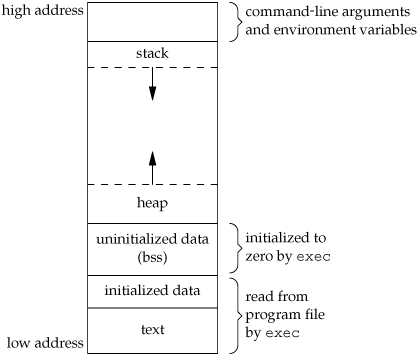 high address
command-line arguments
and environment variables
stack
heap
uninitialized data
(bss)
initialized to
zero by exec
initialized data
read from
program file
by exec
text
low address